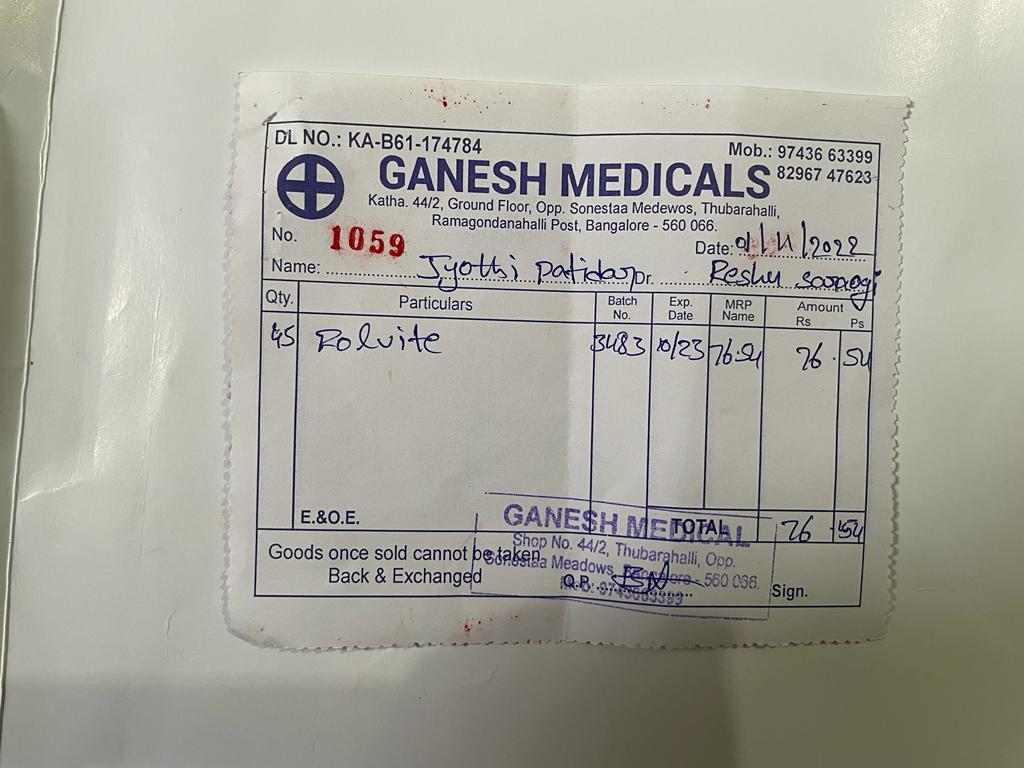 DL NO.: KA-B61-174784
Mob.: 97436 63399
82967 47623
GANESH MEDICALS
Katha. 44/2, Ground Floor, Opp. Sonestaa Medewos, Thubarahalli,
Ramagondanahalli Post, Bangalore - 560 066.
No. 1059 Date: 01/11/2022
Name: Jyothi Patidar Dr. Reshu
Qty. Particulars Batch No. Exp. Date MRP Name Amount Rs Ps
45 Folvite 3483 10/23 76.54 76.54
E.&O.E. TOTAL 76.54
Goods once sold cannot be taken
Back & Exchanged
Q.P. Sign.
GANESH MEDICAL
Shop No. 44/2, Thubarahalli, Opp.
Sonestaa Meadows, Bangalore - 560 066.
Mob: 9743663399